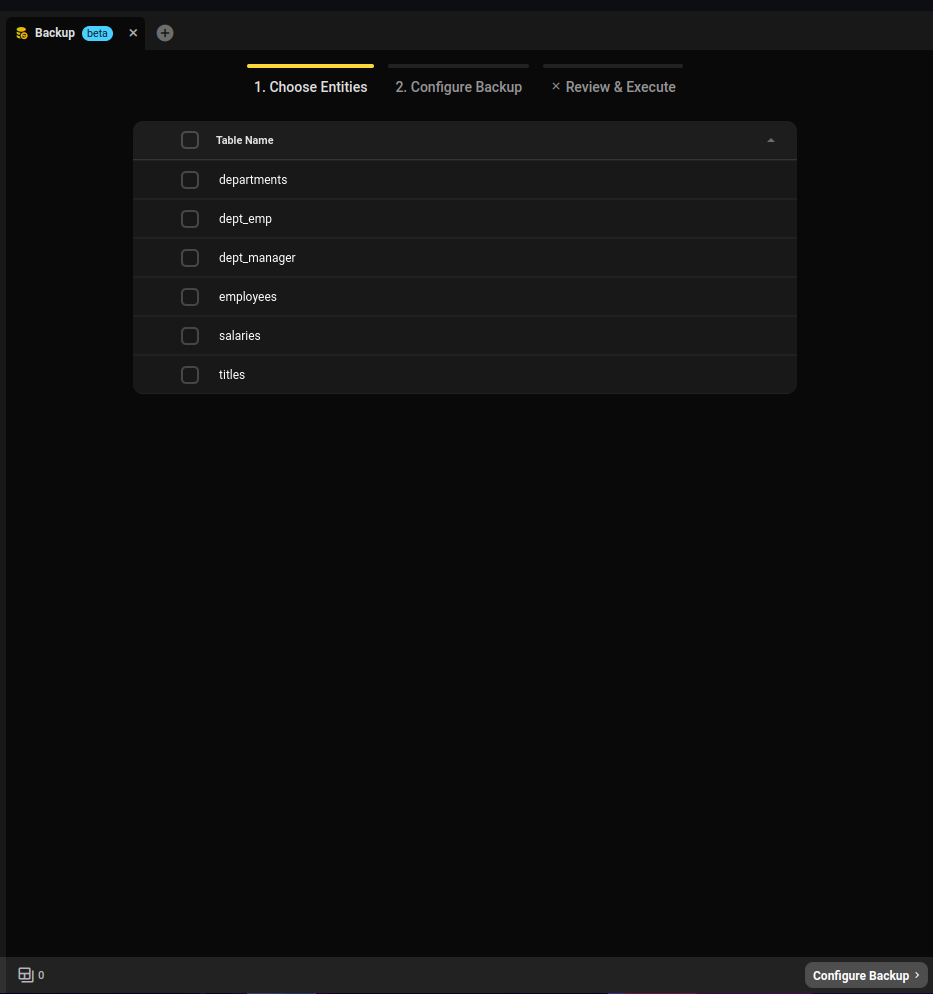 Backup beta
1. Choose Entities 2. Configure Backup Review & Execute
Table Name
departments
dept_emp
dept_manager
employees
salaries
titles
0 Configure Backup